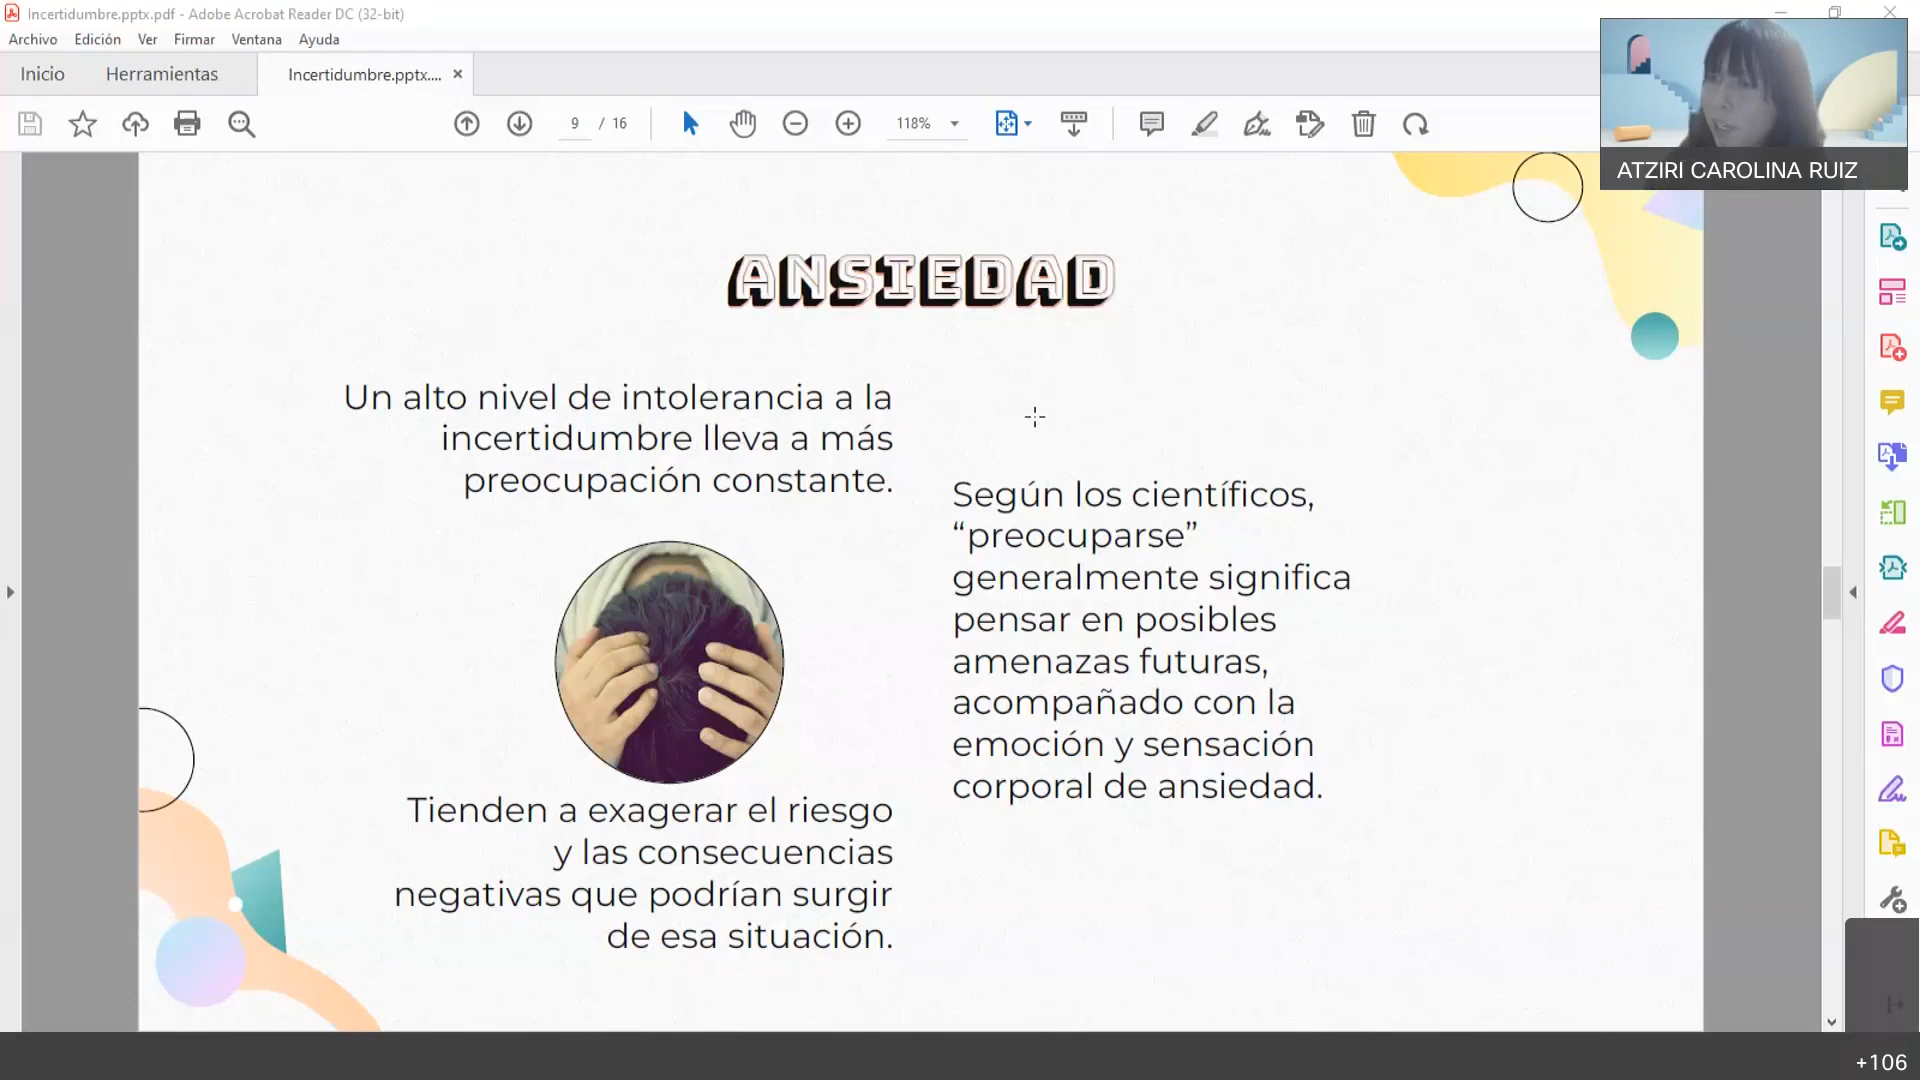 Incertidumbre.pptx.pdf - Adobe Acrobat Reader DC (32-bit)
Archivo Edición Ver Firmar Ventana Ayuda
Inicio Herramientas Incertidumbre.pptx....
9 / 16 118%
ATZIRI CAROLINA RUIZ
ANSIEDAD
Un alto nivel de intolerancia a la
incertidumbre lleva a más
preocupación constante.
Tienden a exagerar el riesgo
y las consecuencias
negativas que podrían surgir
de esa situación.
Según los científicos,
“preocuparse”
generalmente significa
pensar en posibles
amenazas futuras,
acompañado con la
emoción y sensación
corporal de ansiedad.
+106